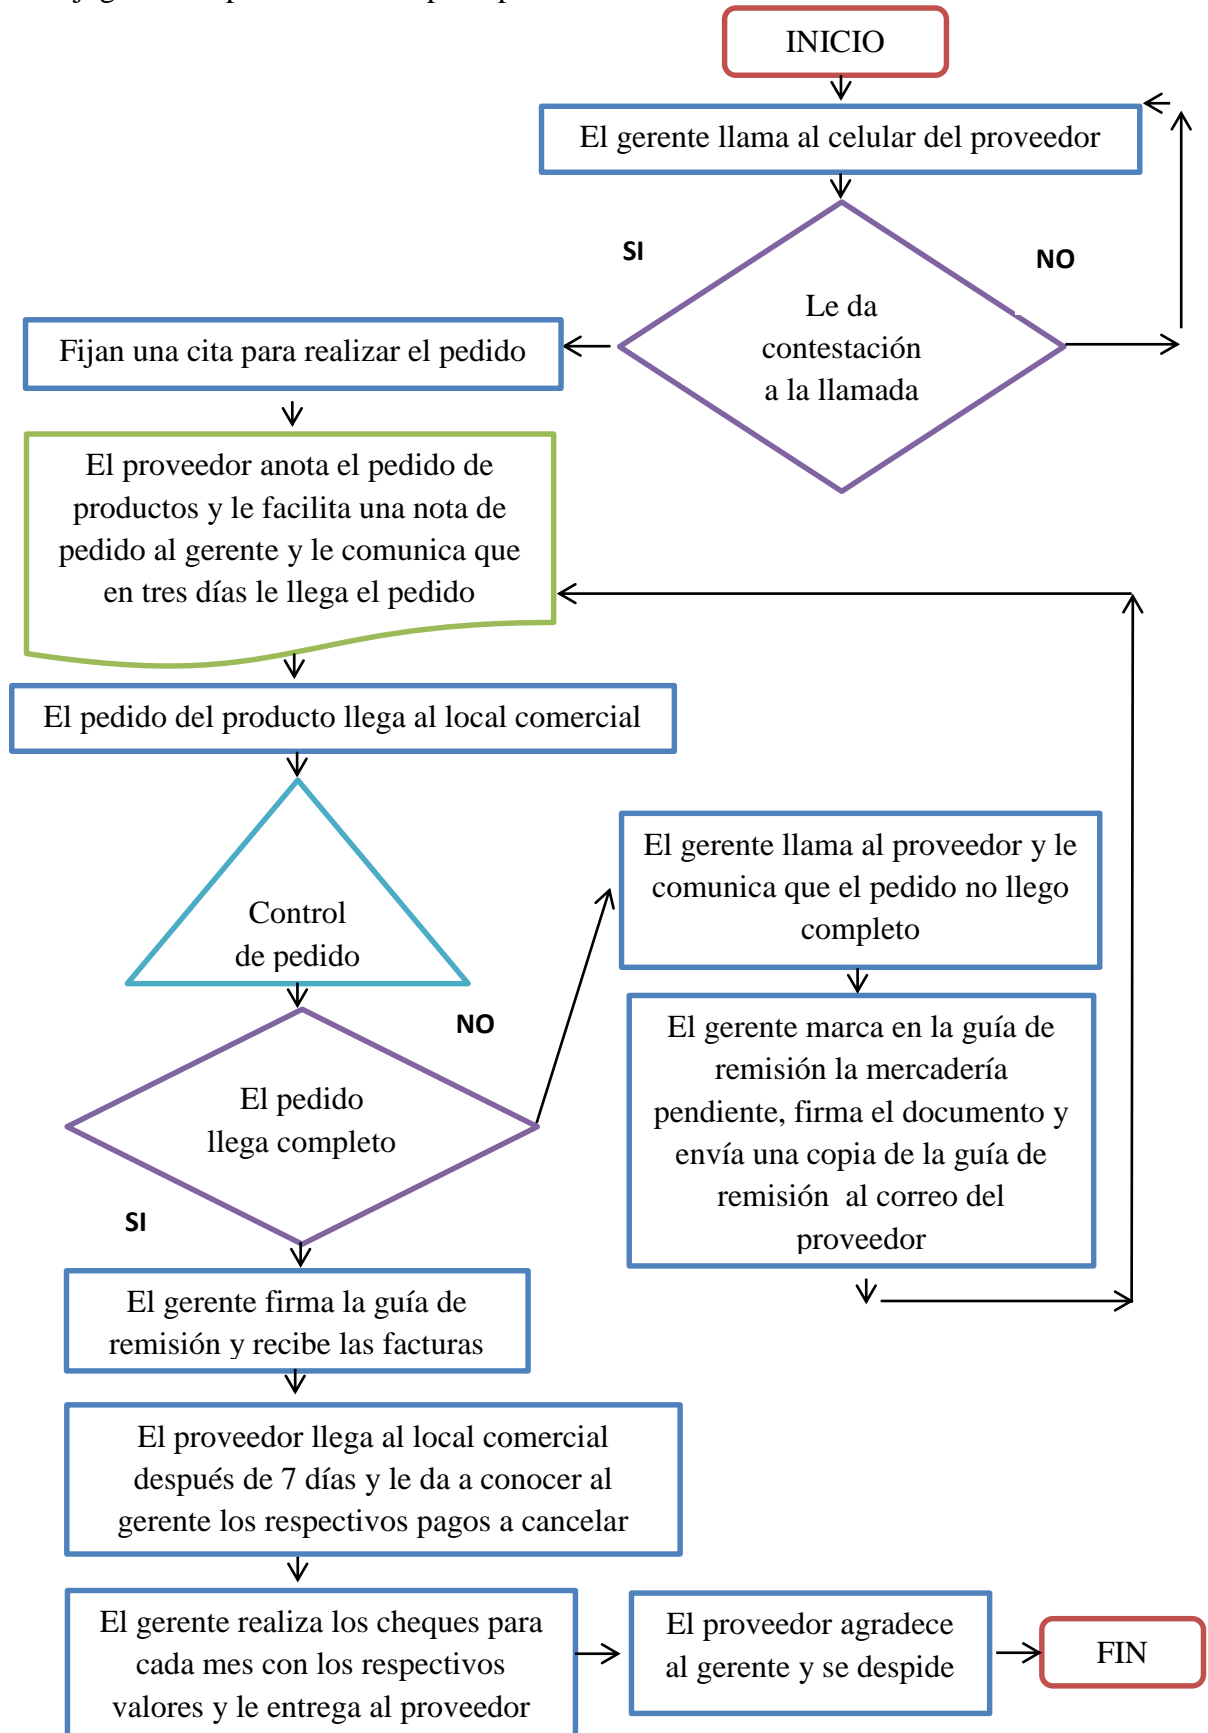 INICIO
El gerente llama al celular del proveedor
SI
NO
Le da
contestación
a la llamada
Fijan una cita para realizar el pedido
El proveedor anota el pedido de
productos y le facilita una nota de
pedido al gerente y le comunica que
en tres días le llega el pedido
El pedido del producto llega al local comercial
Control
de pedido
El gerente llama al proveedor y le
comunica que el pedido no llego
completo
NO
El gerente marca en la guía de
remisión la mercadería
pendiente, firma el documento y
envía una copia de la guía de
remisión al correo del
proveedor
El pedido
llega completo
SI
El gerente firma la guía de
remisión y recibe las facturas
El proveedor llega al local comercial
después de 7 días y le da a conocer al
gerente los respectivos pagos a cancelar
El gerente realiza los cheques para
cada mes con los respectivos
valores y le entrega al proveedor
El proveedor agradece
al gerente y se despide
FIN